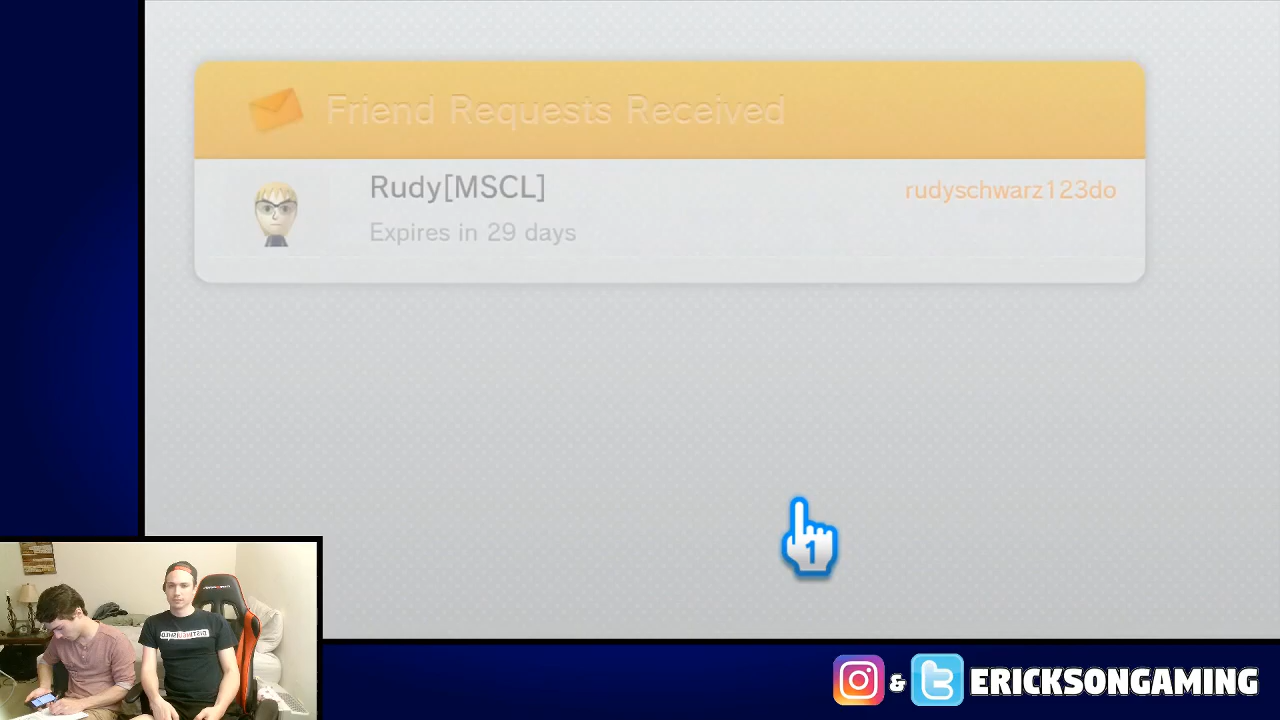 Friend Requests Received
Rudy[MSCL]
rudyschwarz123do
Expires in 29 days
1
& ERICKSONGAMING